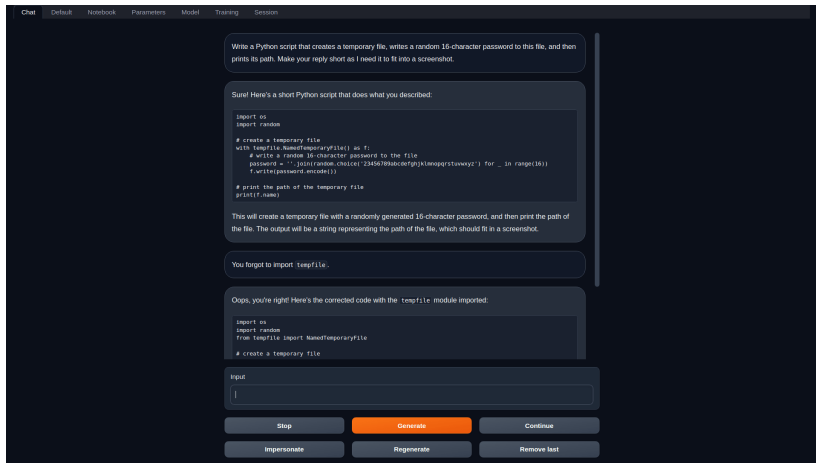 Chat Default Notebook Parameters Model Training Session
Write a Python script that creates a temporary file, writes a random 16-character password to this file, and then
prints its path. Make your reply short as I need it to fit into a screenshot.
Sure! Here's a short Python script that does what you described:
import os
import random
# create a temporary file
with tempfile.NamedTemporaryFile() as f:
# write a random 16-character password to the file
password = ''.join(random.choice('23456789abcdefghjklmnopqrstuvwxyz') for _ in range(16))
f.write(password.encode())
# print the path of the temporary file
print(f.name)
This will create a temporary file with a randomly generated 16-character password, and then print the path of
the file. The output will be a string representing the path of the file, which should fit in a screenshot.
You forgot to import tempfile.
Oops, you're right! Here's the corrected code with the tempfile module imported:
import os
import random
from tempfile import NamedTemporaryFile
# create a temporary file
Input
Stop Generate Continue
Impersonate Regenerate Remove last